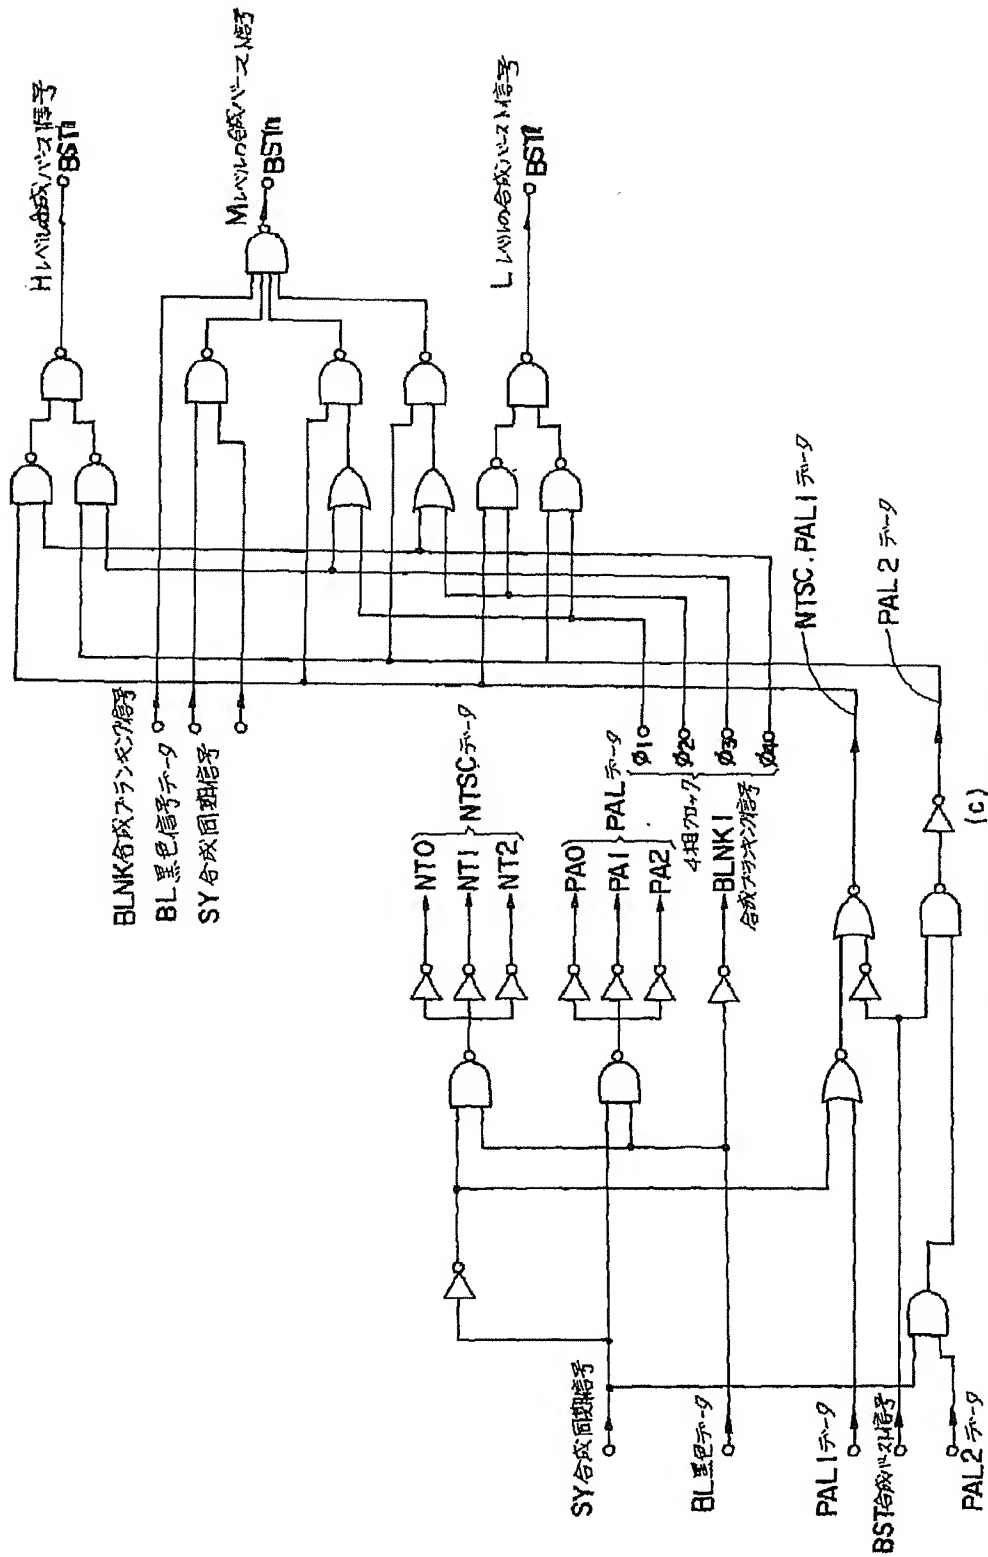 Hレベルの合成バースト信号
BSTh
Mレベルの合成バースト信号
BSTm
Lレベルの合成バースト信号
BSTl
BLNK合成ブランキング信号
BL黒色信号データ
SY合成同期信号
NTSC.PAL1データ
PAL2データ
NT0
NT1
NT2
NTSCデータ
PA0
PA1
PA2
PALデータ
4相クロック
φ1
φ2
φ3
φ4
BLNK1
合成ブランキング信号
SY合成同期信号
BL黒色データ
PAL1データ
BST合成バースト信号
PAL2データ
(c)